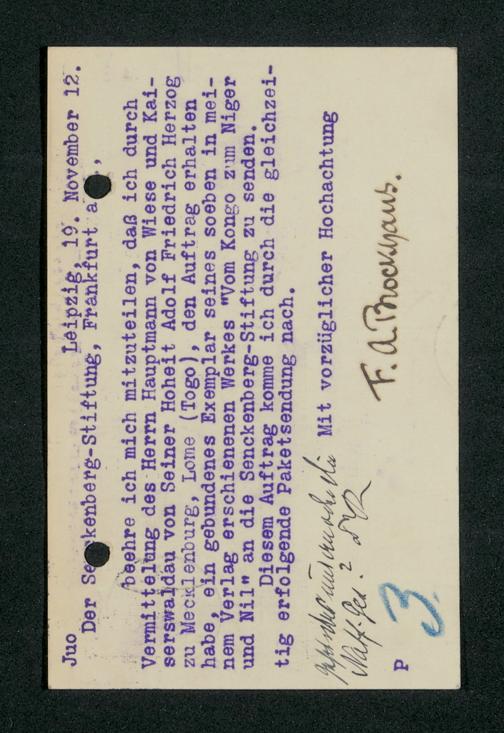 Juo Leipzig, 19. November 12.
Der Se kenberg-Stiftung, Frankfurt a. ,
beehre ich mich mitzuteilen, daß ich durch
Vermittelung des Herrn Hauptmann von Wiese und Kai-
serswaldau von Seiner Hoheit Adolf Friedrich Herzog
zu Mecklenburg, Lome (Togo), den Auftrag erhalten
habe, ein gebundenes Exemplar seines soeben in mei-
nem Verlag erschienenen Werkes "Vom Kongo zum Niger
und Nil" an die Senckenberg-Stiftung zu senden.
Diesem Auftrag komme ich durch die gleichzei-
tig erfolgende Paketsendung nach.
Mit vorzüglicher Hochachtung
F. A. Brockhaus.
P
3